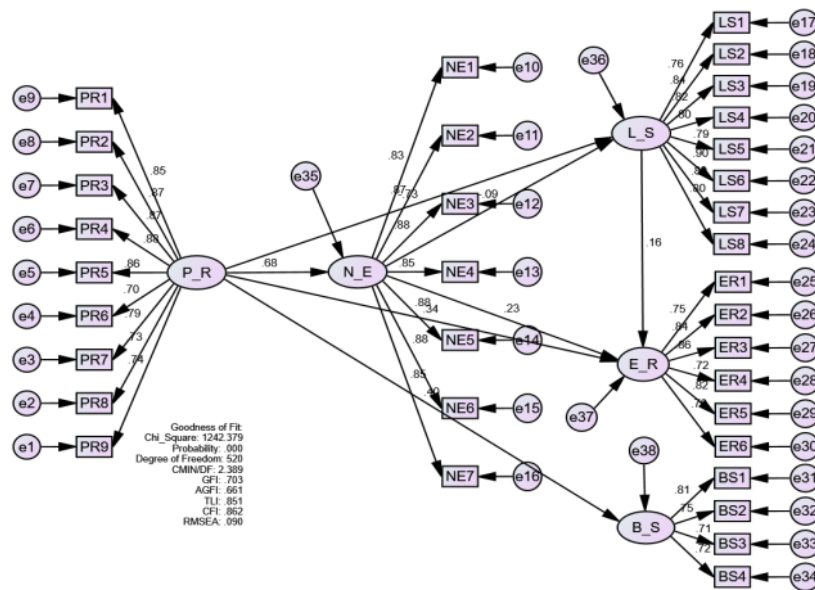 e9 PR1
e8 PR2
e7 PR3
e6 PR4
e5 PR5
e4 PR6
e3 PR7
e2 PR8
e1 PR9
.85
.87
.87
.86
.70
.79
.73
.74
P_R
.68
e35
N_E
NE1 e10
NE2 e11
NE3 e12
NE4 e13
NE5 e14
NE6 e15
NE7 e16
.83
.87
.88
.85
.88
.88
.85
.73
-.09
.34
.23
.40
e36
L_S
LS1 e17
LS2 e18
LS3 e19
LS4 e20
LS5 e21
LS6 e22
LS7 e23
LS8 e24
.76
.84
.82
.80
.79
.90
.80
.16
E_R
e37
ER1 e25
ER2 e26
ER3 e27
ER4 e28
ER5 e29
ER6 e30
.75
.84
.86
.72
.82
e38
B_S
BS1 e31
BS2 e32
BS3 e33
BS4 e34
.81
.75
.71
.72
Goodness of Fit:
Chi_Square: 1242.379
Probability: .000
Degree of Freedom: 520
CMIN/DF: 2.389
GFI: .703
AGFI: .661
TLI: .851
CFI: .862
RMSEA: .090